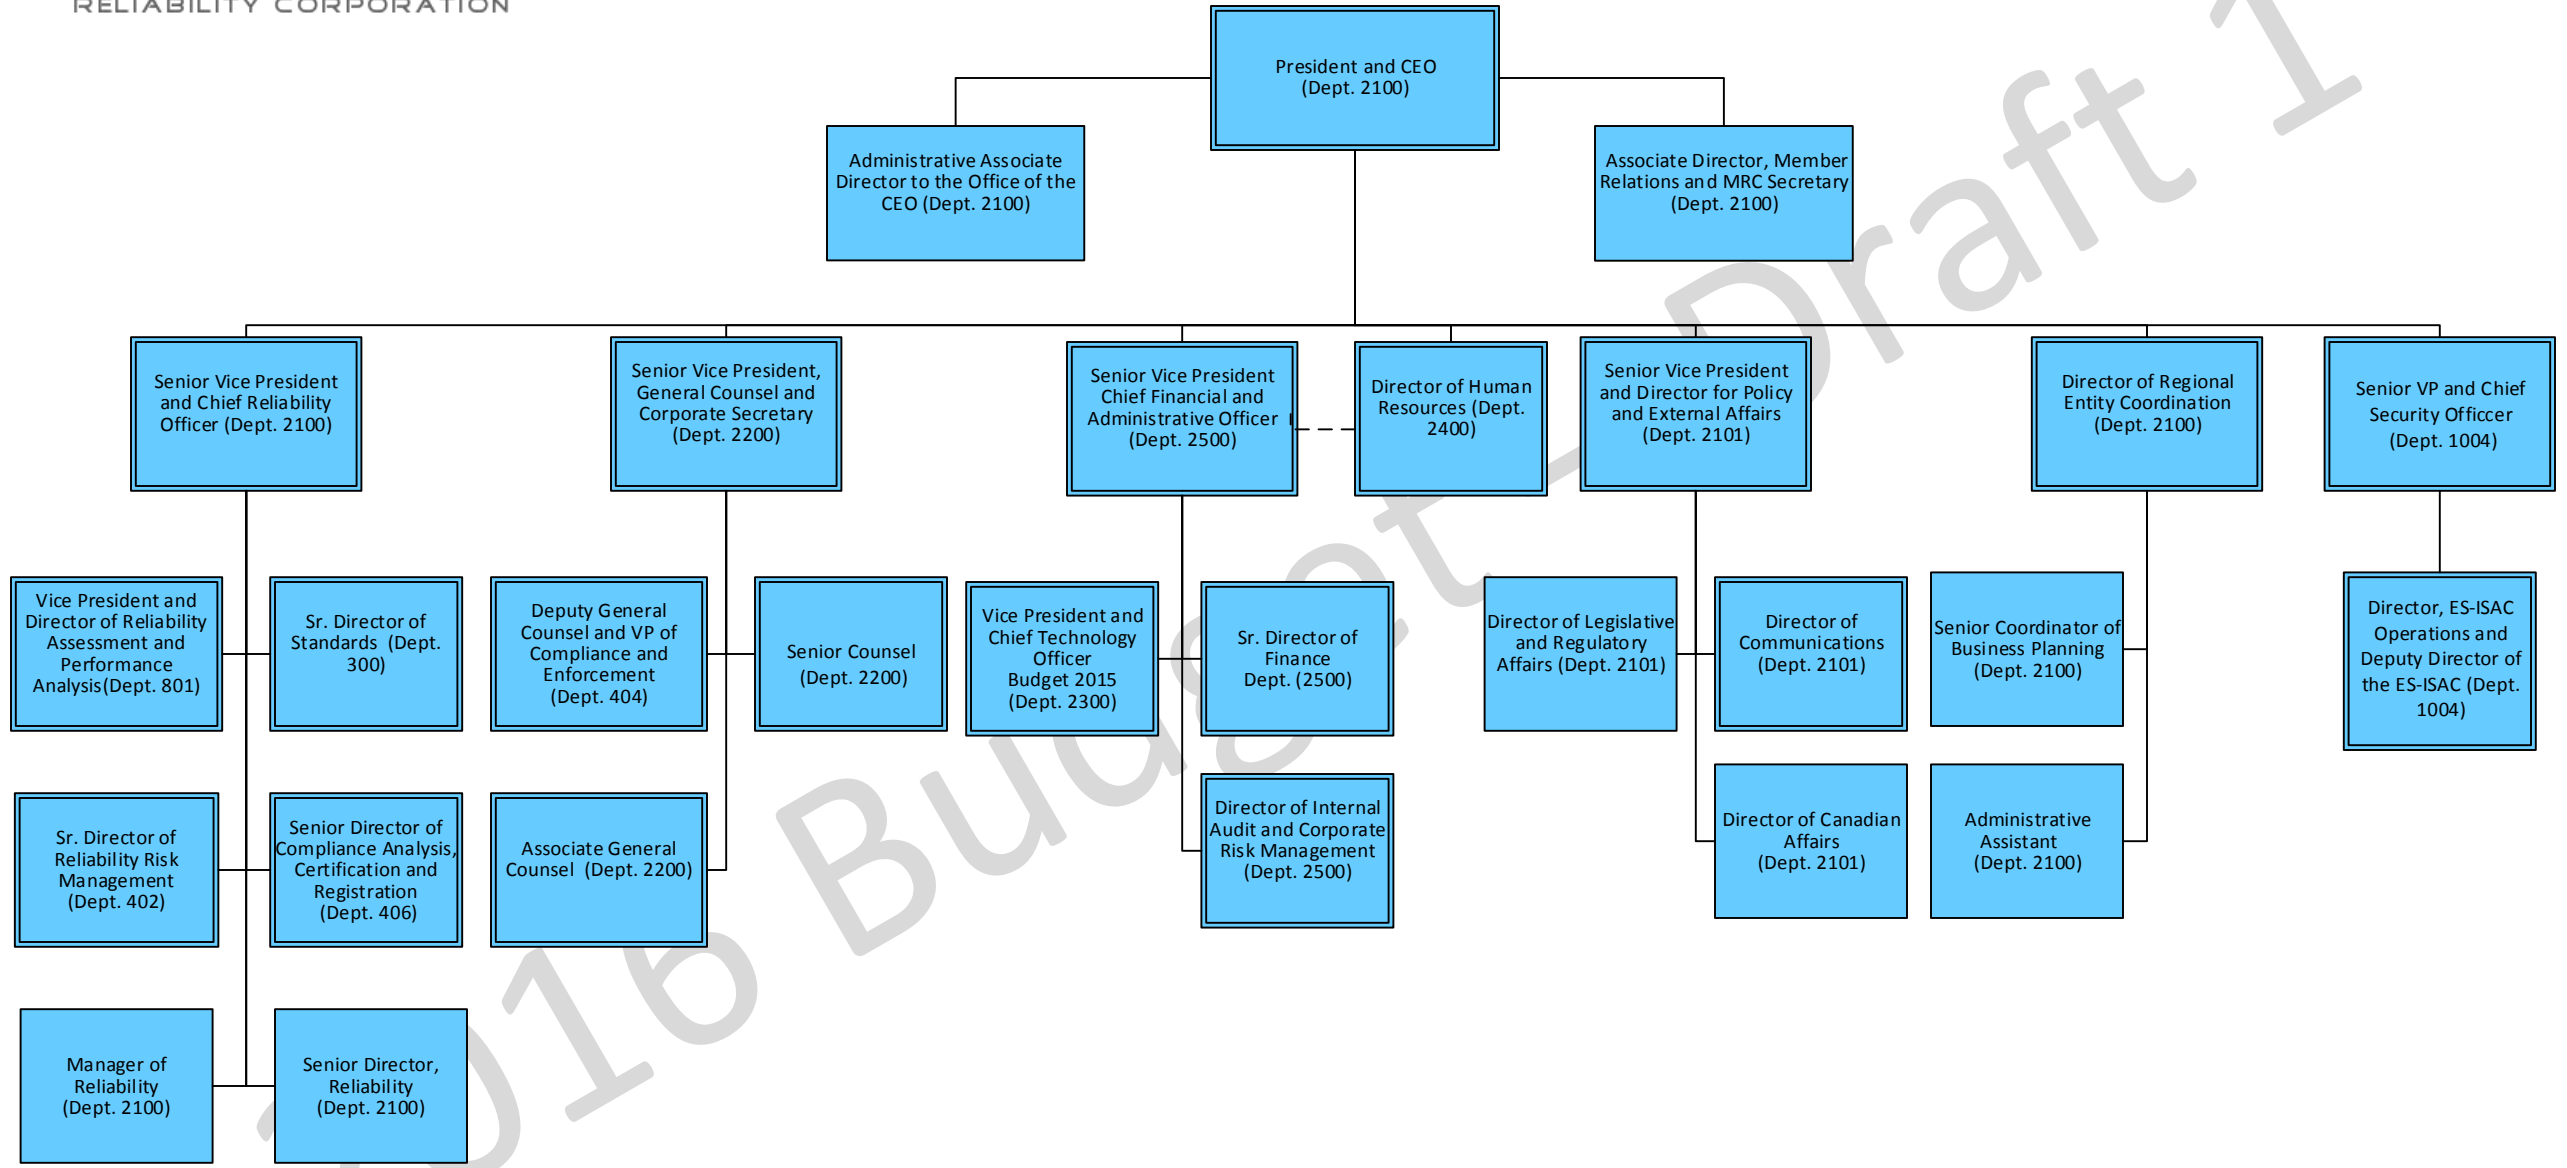 RELIABILITY CORPORATION
President and CEO
(Dept. 2100)
Administrative Associate
Director to the Office of the
CEO (Dept. 2100)
Associate Director, Member
Relations and MRC Secretary
(Dept. 2100)
Senior Vice President
and Chief Reliability
Officer (Dept. 2100)
Senior Vice President,
General Counsel and
Corporate Secretary
(Dept. 2200)
Senior Vice President
Chief Financial and
Administrative Officer
(Dept. 2500)
Director of Human
Resources (Dept.
2400)
Senior Vice President
and Director for Policy
and External Affairs
(Dept. 2101)
Director of Regional
Entity Coordination
(Dept. 2100)
Senior VP and Chief
Security Officcer
(Dept. 1004)
Vice President and
Director of Reliability
Assessment and
Performance
Analysis(Dept. 801)
Sr. Director of
Standards (Dept.
300)
Deputy General
Counsel and VP of
Compliance and
Enforcement
(Dept. 404)
Senior Counsel
(Dept. 2200)
Vice President and
Chief Technology
Officer
Budget 2015
(Dept. 2300)
Sr. Director of
Finance
Dept. (2500)
Director of Legislative
and Regulatory
Affairs (Dept. 2101)
Director of
Communications
(Dept. 2101)
Senior Coordinator of
Business Planning
(Dept. 2100)
Director, ES-ISAC
Operations and
Deputy Director of
the ES-ISAC (Dept.
1004)
Sr. Director of
Reliability Risk
Management
(Dept. 402)
Senior Director of
Compliance Analysis,
Certification and
Registration
(Dept. 406)
Associate General
Counsel (Dept. 2200)
Director of Internal
Audit and Corporate
Risk Management
(Dept. 2500)
Director of Canadian
Affairs
(Dept. 2101)
Administrative
Assistant
(Dept. 2100)
Manager of
Reliability
(Dept. 2100)
Senior Director,
Reliability
(Dept. 2100)
2016 Budget – Draft 1